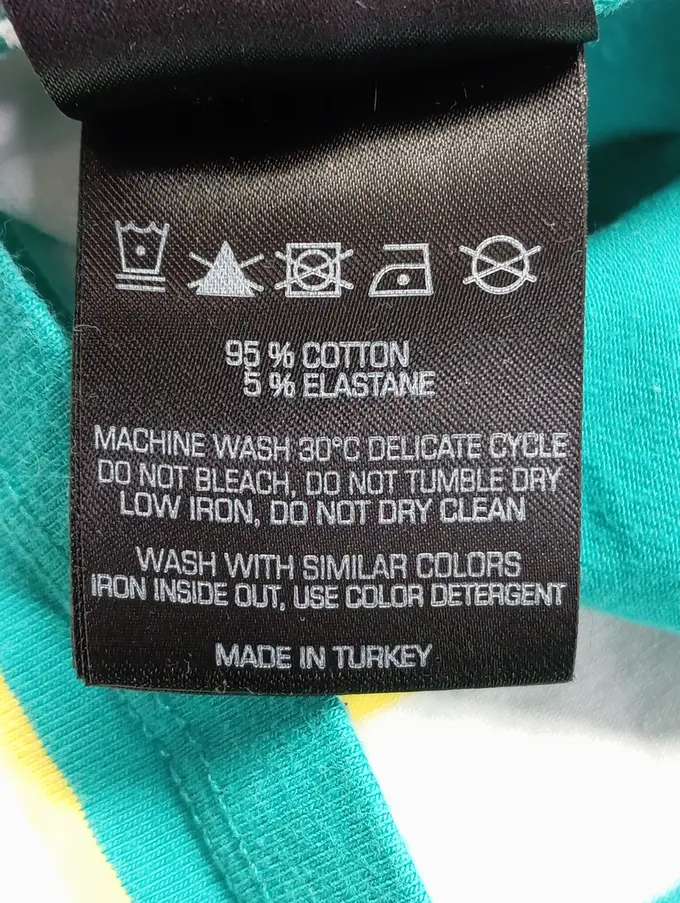 95 % COTTON
5 % ELASTANE
MACHINE WASH 30°C DELICATE CYCLE
DO NOT BLEACH, DO NOT TUMBLE DRY
LOW IRON, DO NOT DRY CLEAN
WASH WITH SIMILAR COLORS
IRON INSIDE OUT, USE COLOR DETERGENT
MADE IN TURKEY